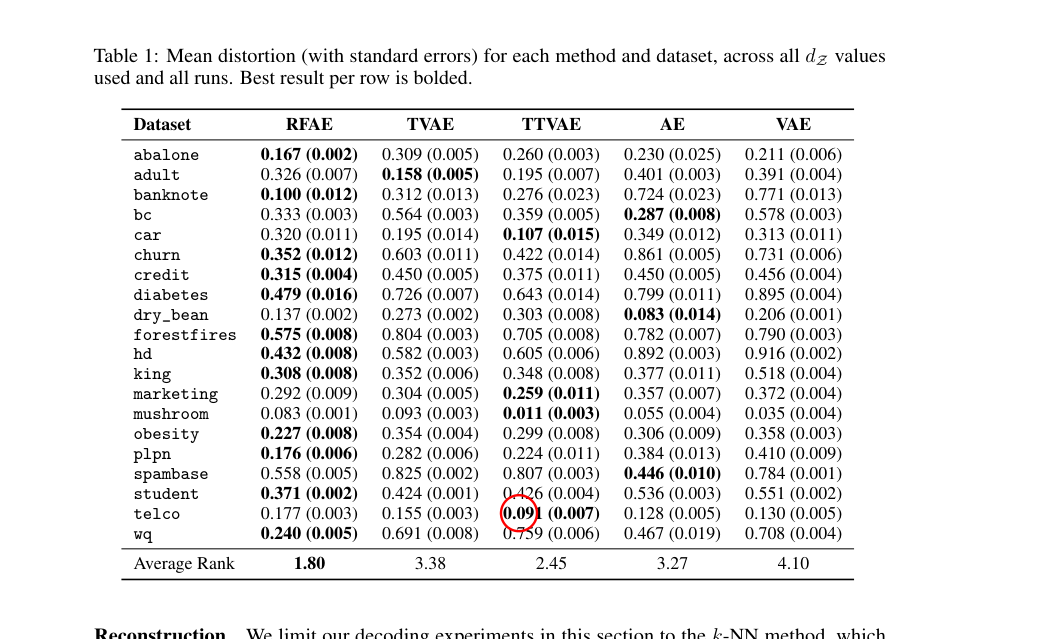 Table 1: Mean distortion (with standard errors) for each method and dataset, across all d_𝒵 values
used and all runs. Best result per row is bolded.
Dataset RFAE TVAE TTVAE AE VAE
abalone 0.167 (0.002) 0.309 (0.005) 0.260 (0.003) 0.230 (0.025) 0.211 (0.006)
adult 0.326 (0.007) 0.158 (0.005) 0.195 (0.007) 0.401 (0.003) 0.391 (0.004)
banknote 0.100 (0.012) 0.312 (0.013) 0.276 (0.023) 0.724 (0.023) 0.771 (0.013)
bc 0.333 (0.003) 0.564 (0.003) 0.359 (0.005) 0.287 (0.008) 0.578 (0.003)
car 0.320 (0.011) 0.195 (0.014) 0.107 (0.015) 0.349 (0.012) 0.313 (0.011)
churn 0.352 (0.012) 0.603 (0.011) 0.422 (0.014) 0.861 (0.005) 0.731 (0.006)
credit 0.315 (0.004) 0.450 (0.005) 0.375 (0.011) 0.450 (0.005) 0.456 (0.004)
diabetes 0.479 (0.016) 0.726 (0.007) 0.643 (0.014) 0.799 (0.011) 0.895 (0.004)
dry_bean 0.137 (0.002) 0.273 (0.002) 0.303 (0.008) 0.083 (0.014) 0.206 (0.001)
forestfires 0.575 (0.008) 0.804 (0.003) 0.705 (0.008) 0.782 (0.007) 0.790 (0.003)
hd 0.432 (0.008) 0.582 (0.003) 0.605 (0.006) 0.892 (0.003) 0.916 (0.002)
king 0.308 (0.008) 0.352 (0.006) 0.348 (0.008) 0.377 (0.011) 0.518 (0.004)
marketing 0.292 (0.009) 0.304 (0.005) 0.259 (0.011) 0.357 (0.007) 0.372 (0.004)
mushroom 0.083 (0.001) 0.093 (0.003) 0.011 (0.003) 0.055 (0.004) 0.035 (0.004)
obesity 0.227 (0.008) 0.354 (0.004) 0.299 (0.008) 0.306 (0.009) 0.358 (0.003)
plpn 0.176 (0.006) 0.282 (0.006) 0.224 (0.011) 0.384 (0.013) 0.410 (0.009)
spambase 0.558 (0.005) 0.825 (0.002) 0.807 (0.003) 0.446 (0.010) 0.784 (0.001)
student 0.371 (0.002) 0.424 (0.001) 0.426 (0.004) 0.536 (0.003) 0.551 (0.002)
telco 0.177 (0.003) 0.155 (0.003) 0.091 (0.007) 0.128 (0.005) 0.130 (0.005)
wq 0.240 (0.005) 0.691 (0.008) 0.759 (0.006) 0.467 (0.019) 0.708 (0.004)
Average Rank 1.80 3.38 2.45 3.27 4.10
Reconstruction We limit our decoding experiments in this section to the k-NN method, which